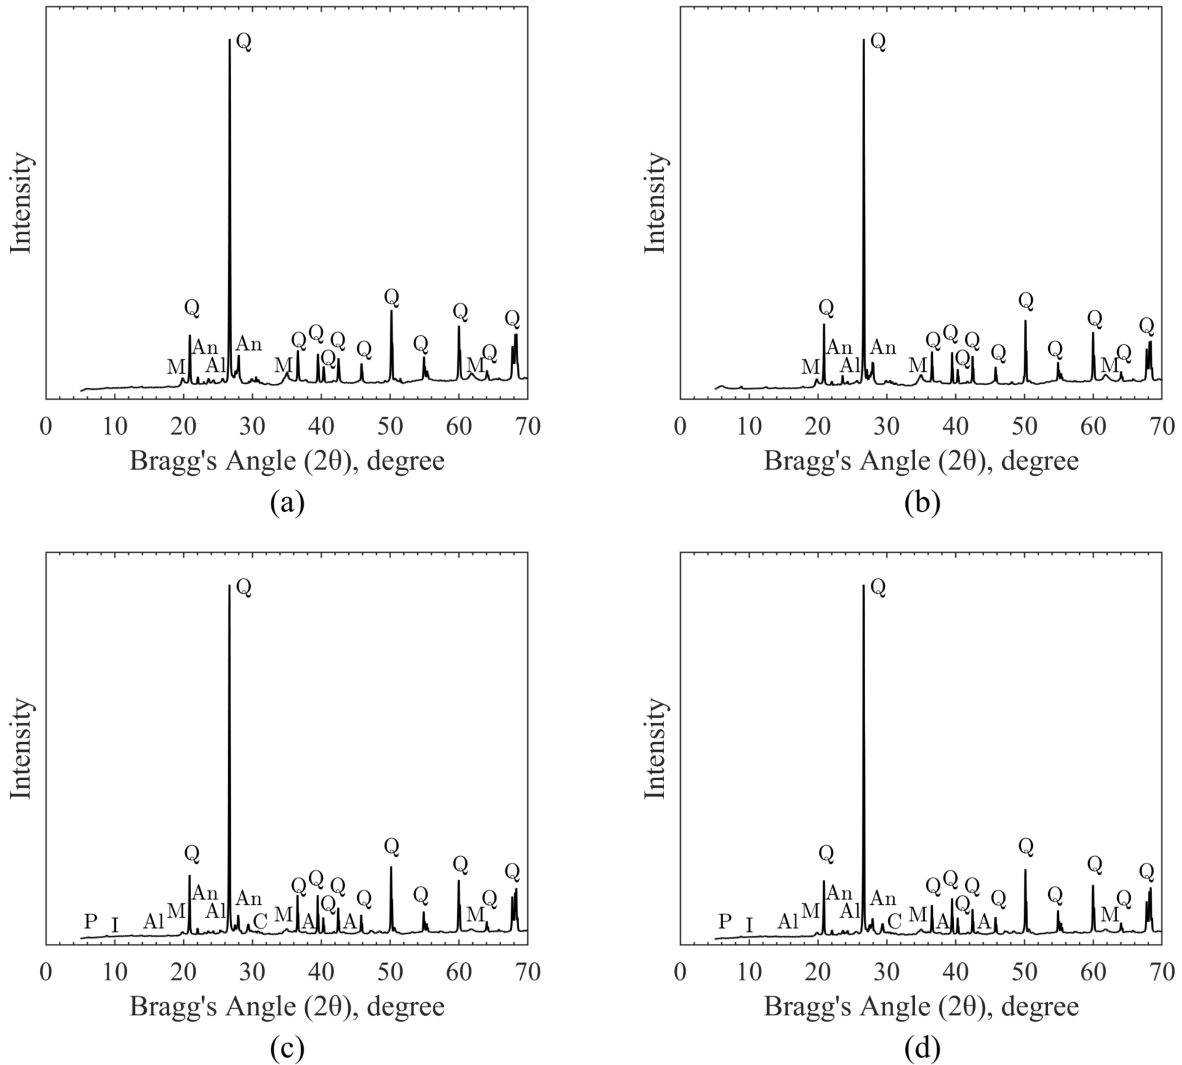 Q
Q
M
An
Al
An
M
Q
Q
Q
Q
Q
Q
Q
Q
M
Q
Q
Intensity
0 10 20 30 40 50 60 70
Bragg's Angle (2θ), degree
(a)
Q
Q
M
An
Al
An
M
Q
Q
Q
Q
Q
Q
Q
Q
M
Q
Q
Intensity
0 10 20 30 40 50 60 70
Bragg's Angle (2θ), degree
(b)
Q
Q
P
I
Al
M
An
Al
An
C
M
Q
A
Q
Q
Q
A
Q
Q
Q
Q
M
Q
Q
Intensity
0 10 20 30 40 50 60 70
Bragg's Angle (2θ), degree
(c)
Q
Q
P
I
Al
M
An
Al
An
C
M
Q
A
Q
Q
Q
A
Q
Q
Q
Q
M
Q
Q
Intensity
0 10 20 30 40 50 60 70
Bragg's Angle (2θ), degree
(d)